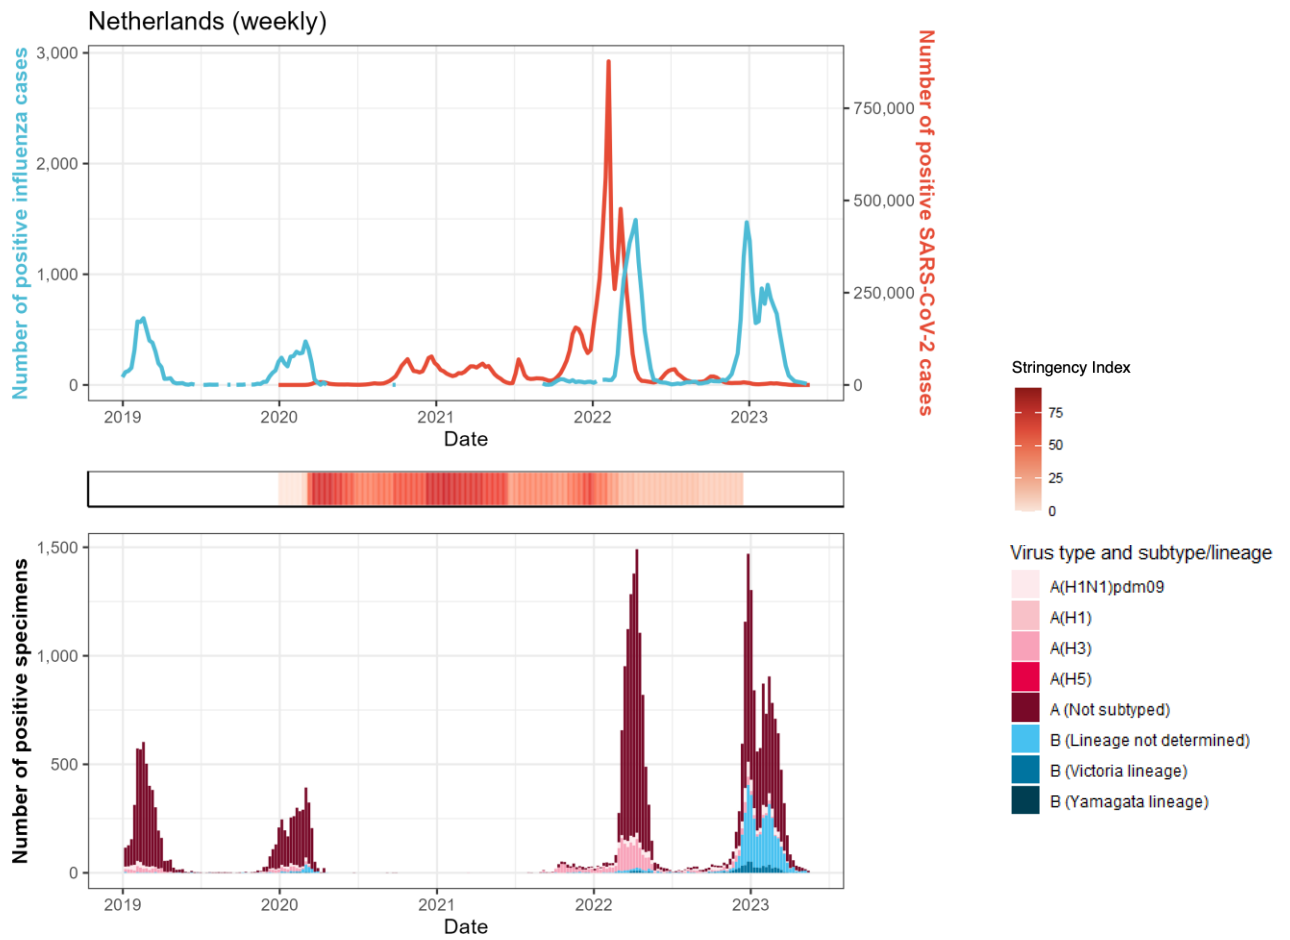 Netherlands (weekly)
Number of positive influenza cases
3,000
2,000
1,000
0
750,000
500,000
250,000
0
Number of positive SARS-CoV-2 cases
2019 2020 2021 2022 2023
Date
Stringency Index
75
50
25
0
Number of positive specimens
1,500
1,000
500
0
2019 2020 2021 2022 2023
Date
Virus type and subtype/lineage
A(H1N1)pdm09
A(H1)
A(H3)
A(H5)
A (Not subtyped)
B (Lineage not determined)
B (Victoria lineage)
B (Yamagata lineage)